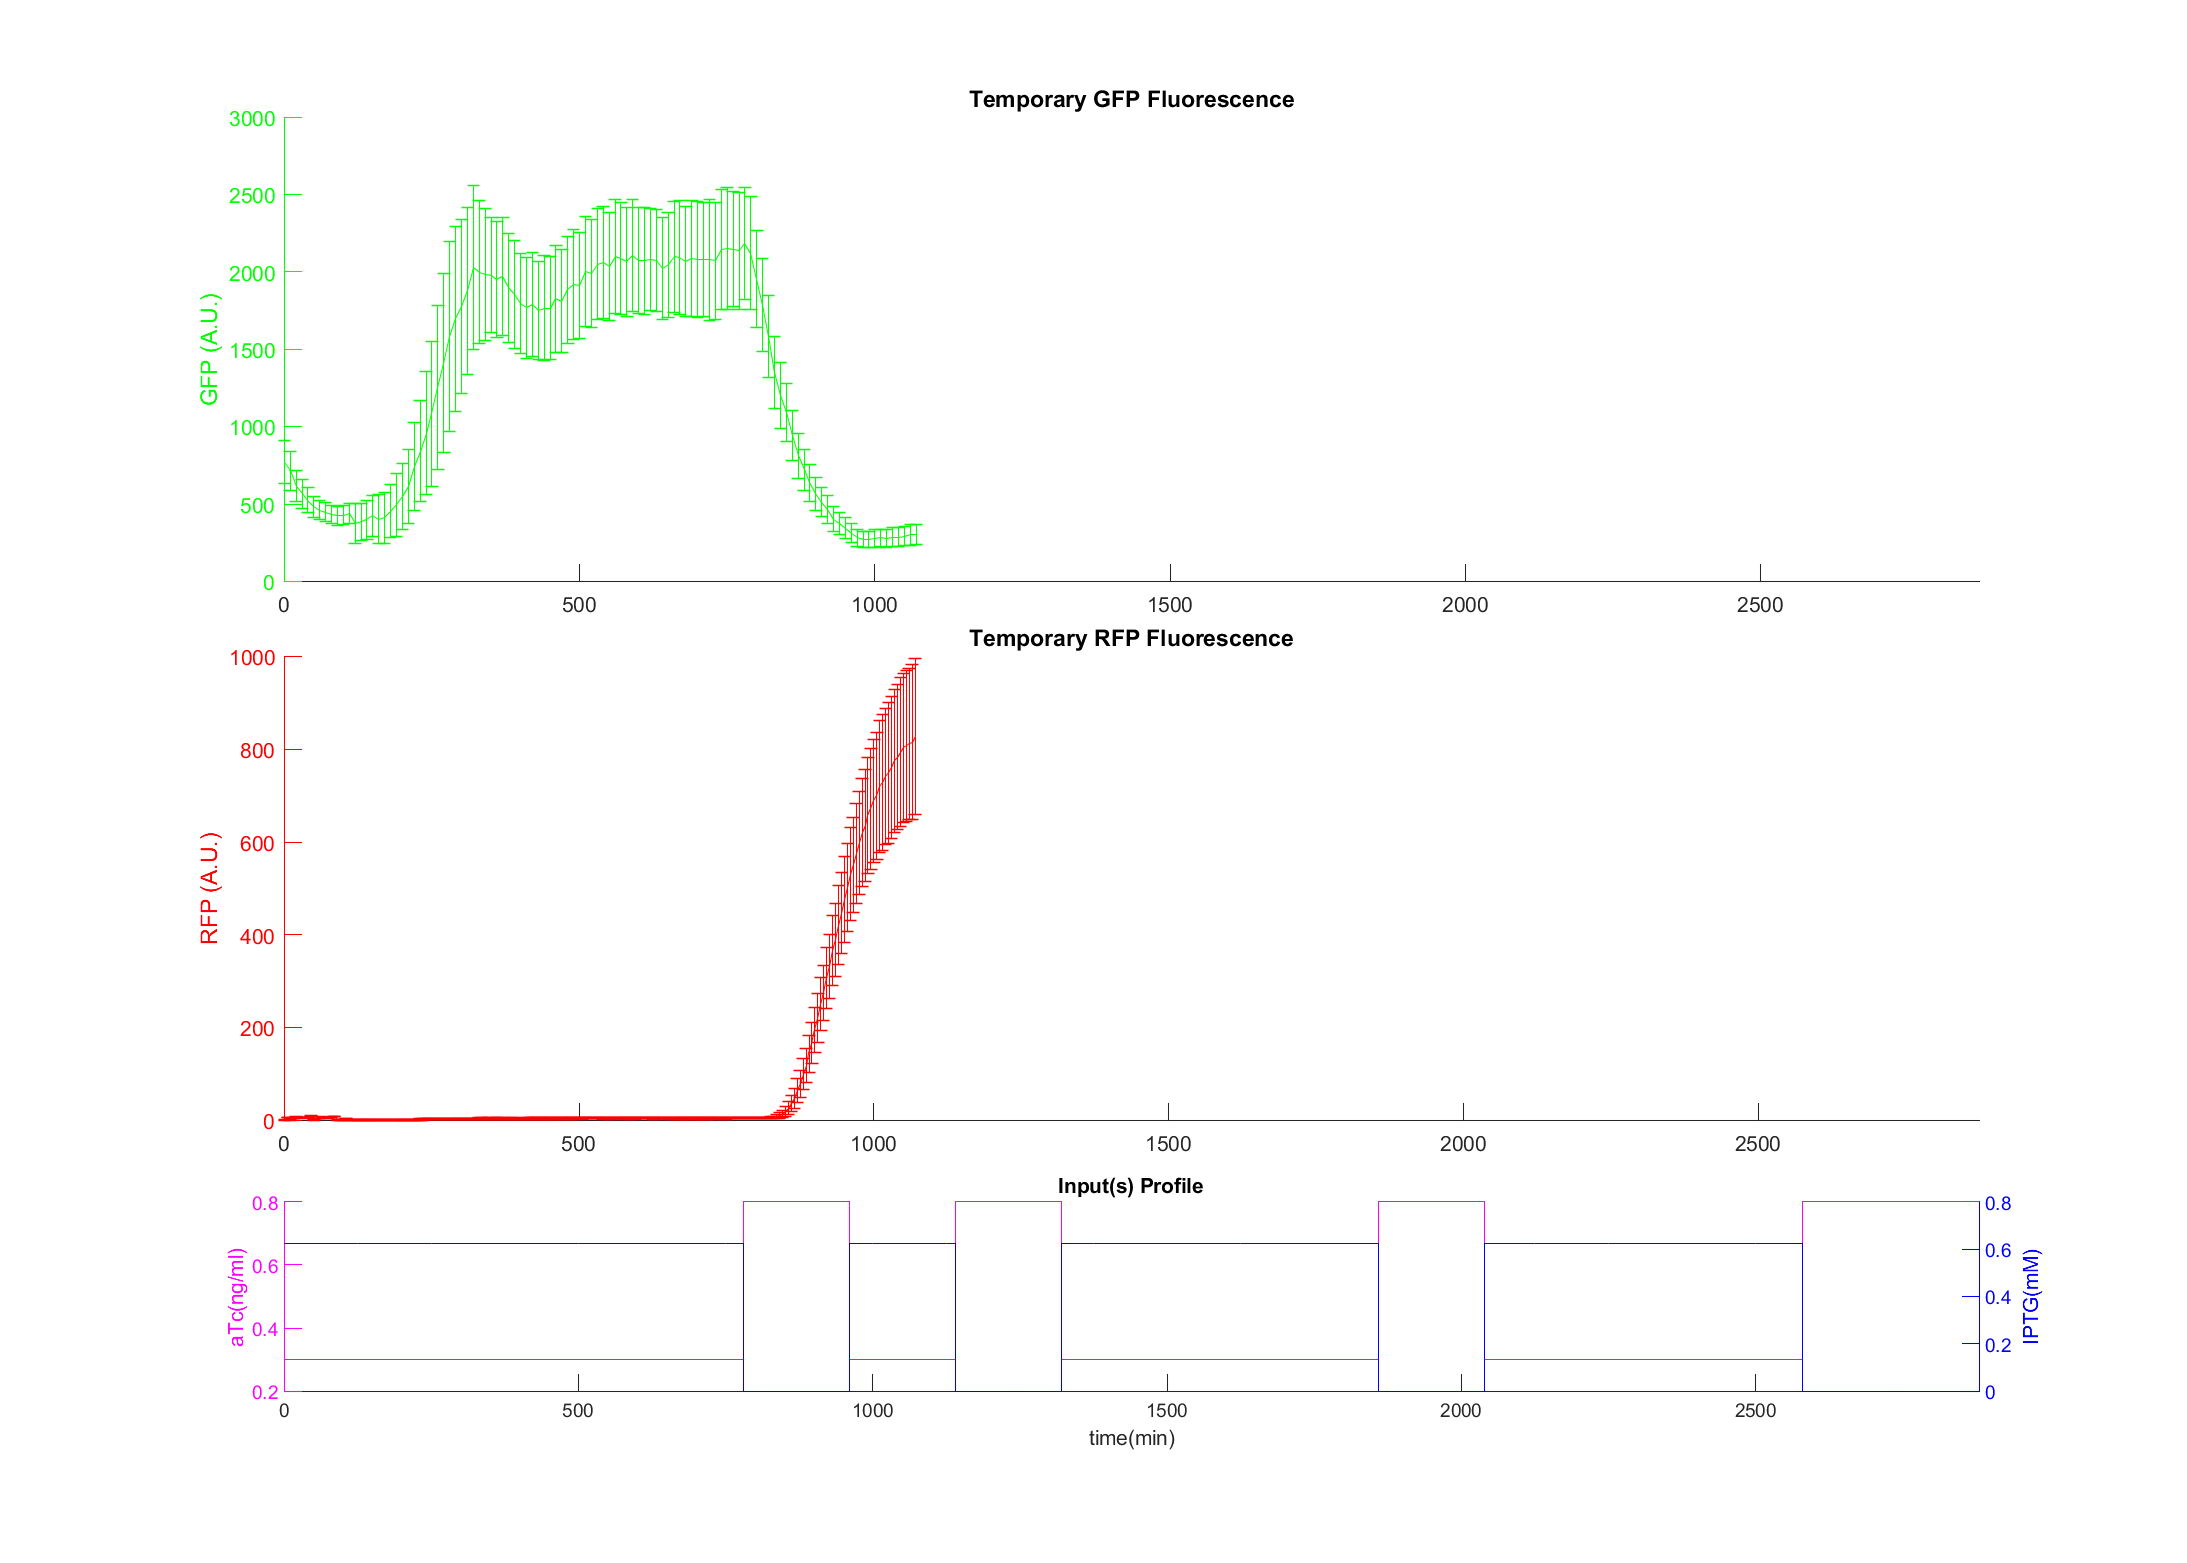 Temporary GFP Fluorescence
3000
2500
2000
1500
1000
500
0
GFP (A.U.)
0 500 1000 1500 2000 2500
Temporary RFP Fluorescence
1000
800
600
400
200
0
RFP (A.U.)
0 500 1000 1500 2000 2500
Input(s) Profile
0.8
0.6
0.4
0.2
aTc(ng/ml)
0.8
0.6
0.4
0.2
0
IPTG(mM)
0 500 1000 1500 2000 2500
time(min)